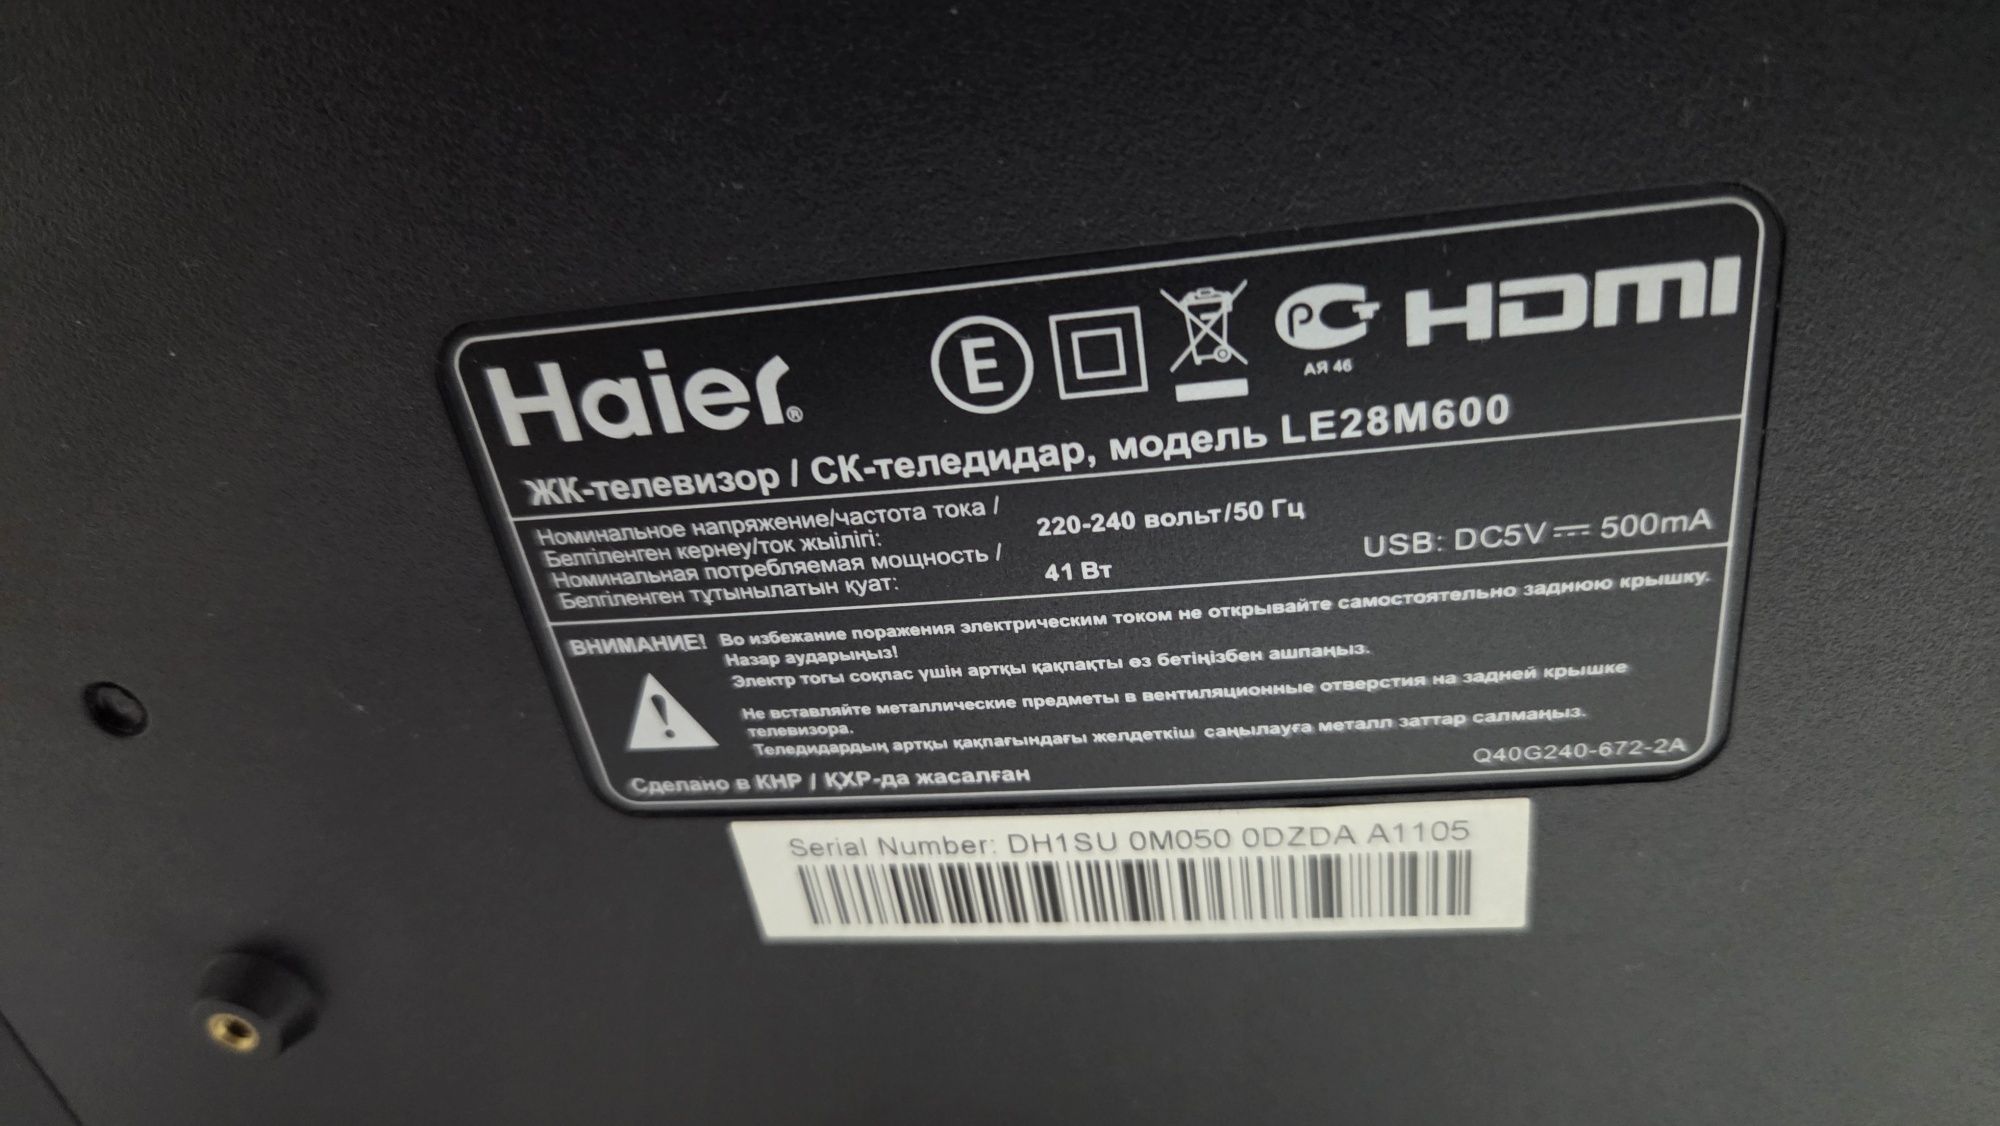 Haier®
E
РС
АЯ 46
HDMI
ЖК-телевизор / СК-теледидар, модель LE28M600
Номинальное напряжение/частота тока /
Белгіленген кернеу/ток жыілігі:
220-240 вольт/50 Гц
Номинальная потребляемая мощность /
Белгіленген тұтынылатын қуат:
41 Вт
USB: DC5V⎓500mA
ВНИМАНИЕ! Во избежание поражения электрическим током не открывайте самостоятельно заднюю крышку.
Назар аударыңыз!
Электр тогы соқпас үшін артқы қақпақты өз бетіңізбен ашпаңыз.
Не вставляйте металлические предметы в вентиляционные отверстия на задней крышке
телевизора.
Теледидардың артқы қақпағындағы желдеткіш саңылауға металл заттар салмаңыз.
Сделано в КНР / ҚХР-да жасалған
Q40G240-672-2A
Serial Number: DH1SU 0M050 0DZDA A1105